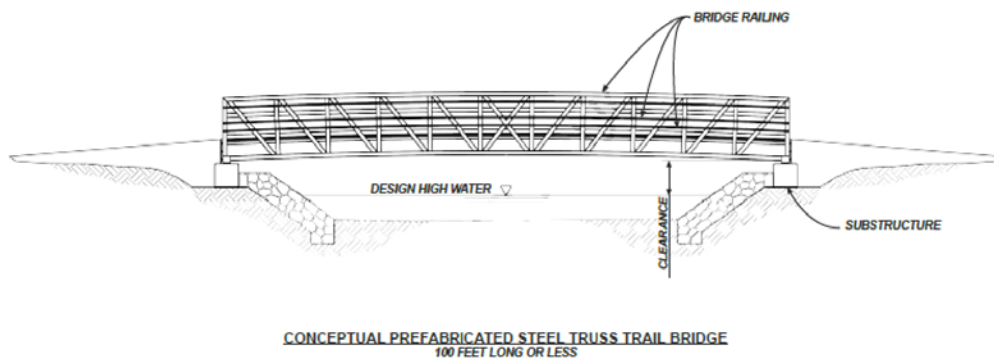 BRIDGE RAILING
DESIGN HIGH WATER
CLEARANCE
SUBSTRUCTURE
CONCEPTUAL PREFABRICATED STEEL TRUSS TRAIL BRIDGE
100 FEET LONG OR LESS